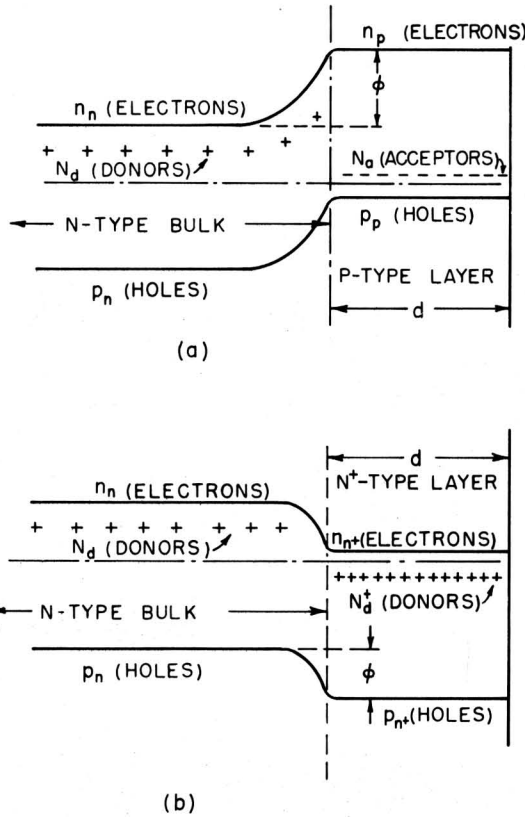 n_p (ELECTRONS)
ϕ
n_n (ELECTRONS)
+
+ + + + + + + +
N_d (DONORS)
N_a (ACCEPTORS)
N-TYPE BULK
p_p (HOLES)
p_n (HOLES)
P-TYPE LAYER
d
(a)
d
N⁺-TYPE LAYER
n_n (ELECTRONS)
+ + + + + + + +
N_d (DONORS)
n_n+ (ELECTRONS)
+++++++++++++
N_d⁺ (DONORS)
N-TYPE BULK
p_n (HOLES)
ϕ
p_n+ (HOLES)
(b)